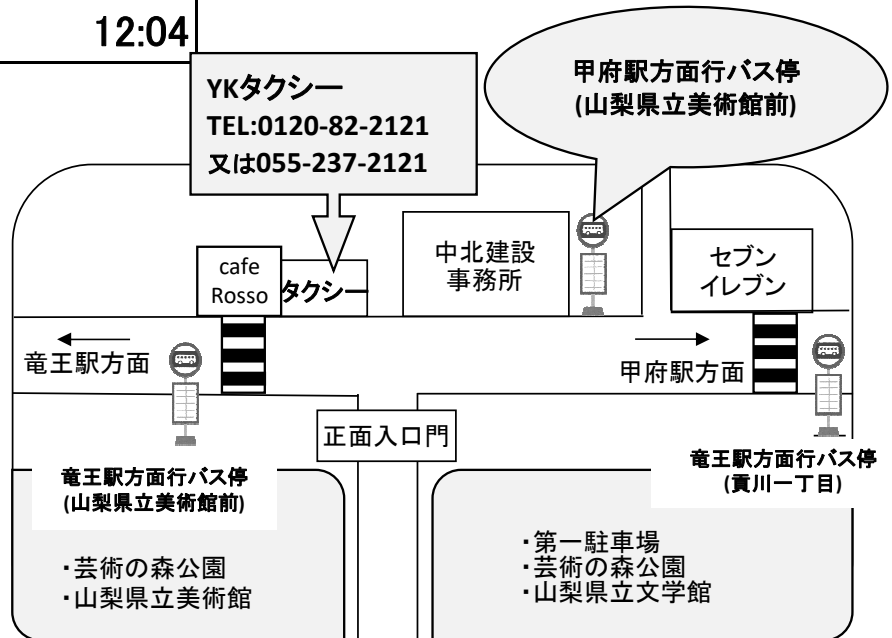 12:04
YKタクシー
TEL:0120-82-2121
又は055-237-2121
甲府駅方面行バス停
(山梨県立美術館前)
cafe
Rosso
タクシー
中北建設
事務所
セブン
イレブン
竜王駅方面
甲府駅方面
正面入口門
竜王駅方面行バス停
(山梨県立美術館前)
竜王駅方面行バス停
(貢川一丁目)
・芸術の森公園
・山梨県立美術館
・第一駐車場
・芸術の森公園
・山梨県立文学館